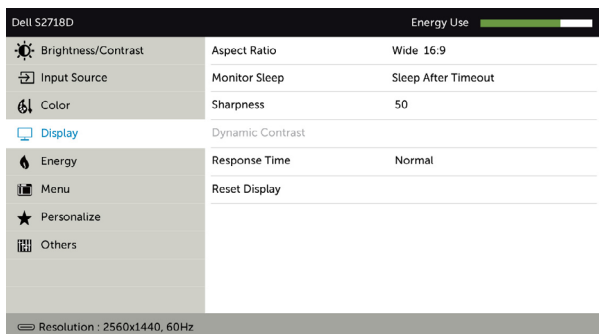 Dell S2718D Energy Use
Brightness/Contrast Aspect Ratio Wide 16:9
Input Source Monitor Sleep Sleep After Timeout
Color Sharpness 50
Display Dynamic Contrast
Energy Response Time Normal
Menu Reset Display
Personalize
Others
Resolution : 2560x1440, 60Hz